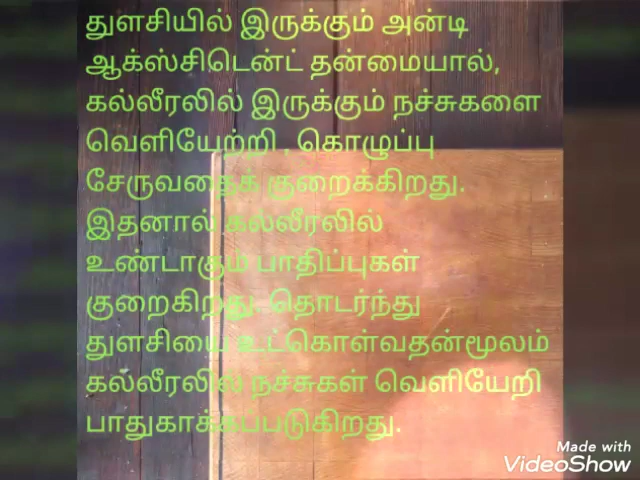 துளசியில் இருக்கும் அன்டி
ஆக்ஸ்சிடென்ட் தன்மையால்,
கல்லீரலில் இருக்கும் நச்சுகளை
வெளியேற்றி , கொழுப்பு
சேருவதைக் குறைக்கிறது.
இதனால் கல்லீரலில்
உண்டாகும் பாதிப்புகள்
குறைகிறது. தொடர்ந்து
துளசியை உட்கொள்வதன்மூலம்
கல்லீரலில் நச்சுகள் வெளியேறி
பாதுகாக்கப்படுகிறது.
Made with
VideoShow